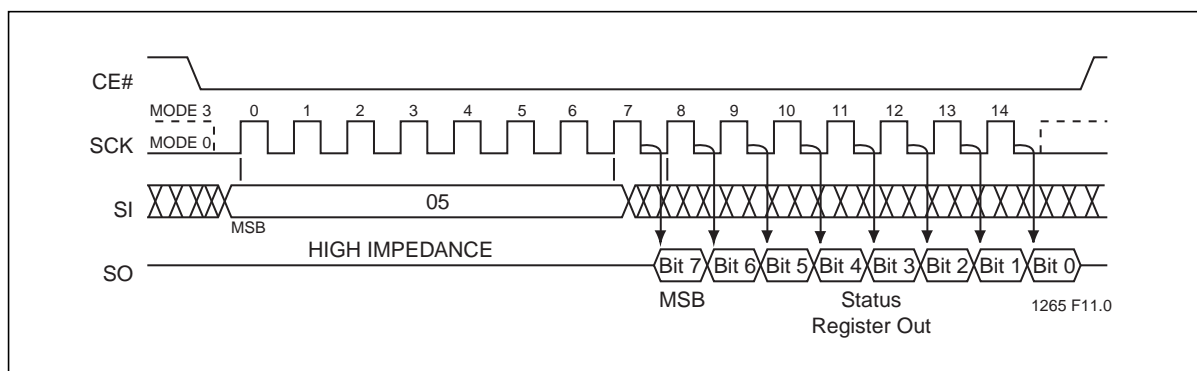 CE#
MODE 3 0 1 2 3 4 5 6 7 8 9 10 11 12 13 14
SCK MODE 0
SI 05
MSB
HIGH IMPEDANCE
SO Bit 7 Bit 6 Bit 5 Bit 4 Bit 3 Bit 2 Bit 1 Bit 0
MSB Status
Register Out
1265 F11.0